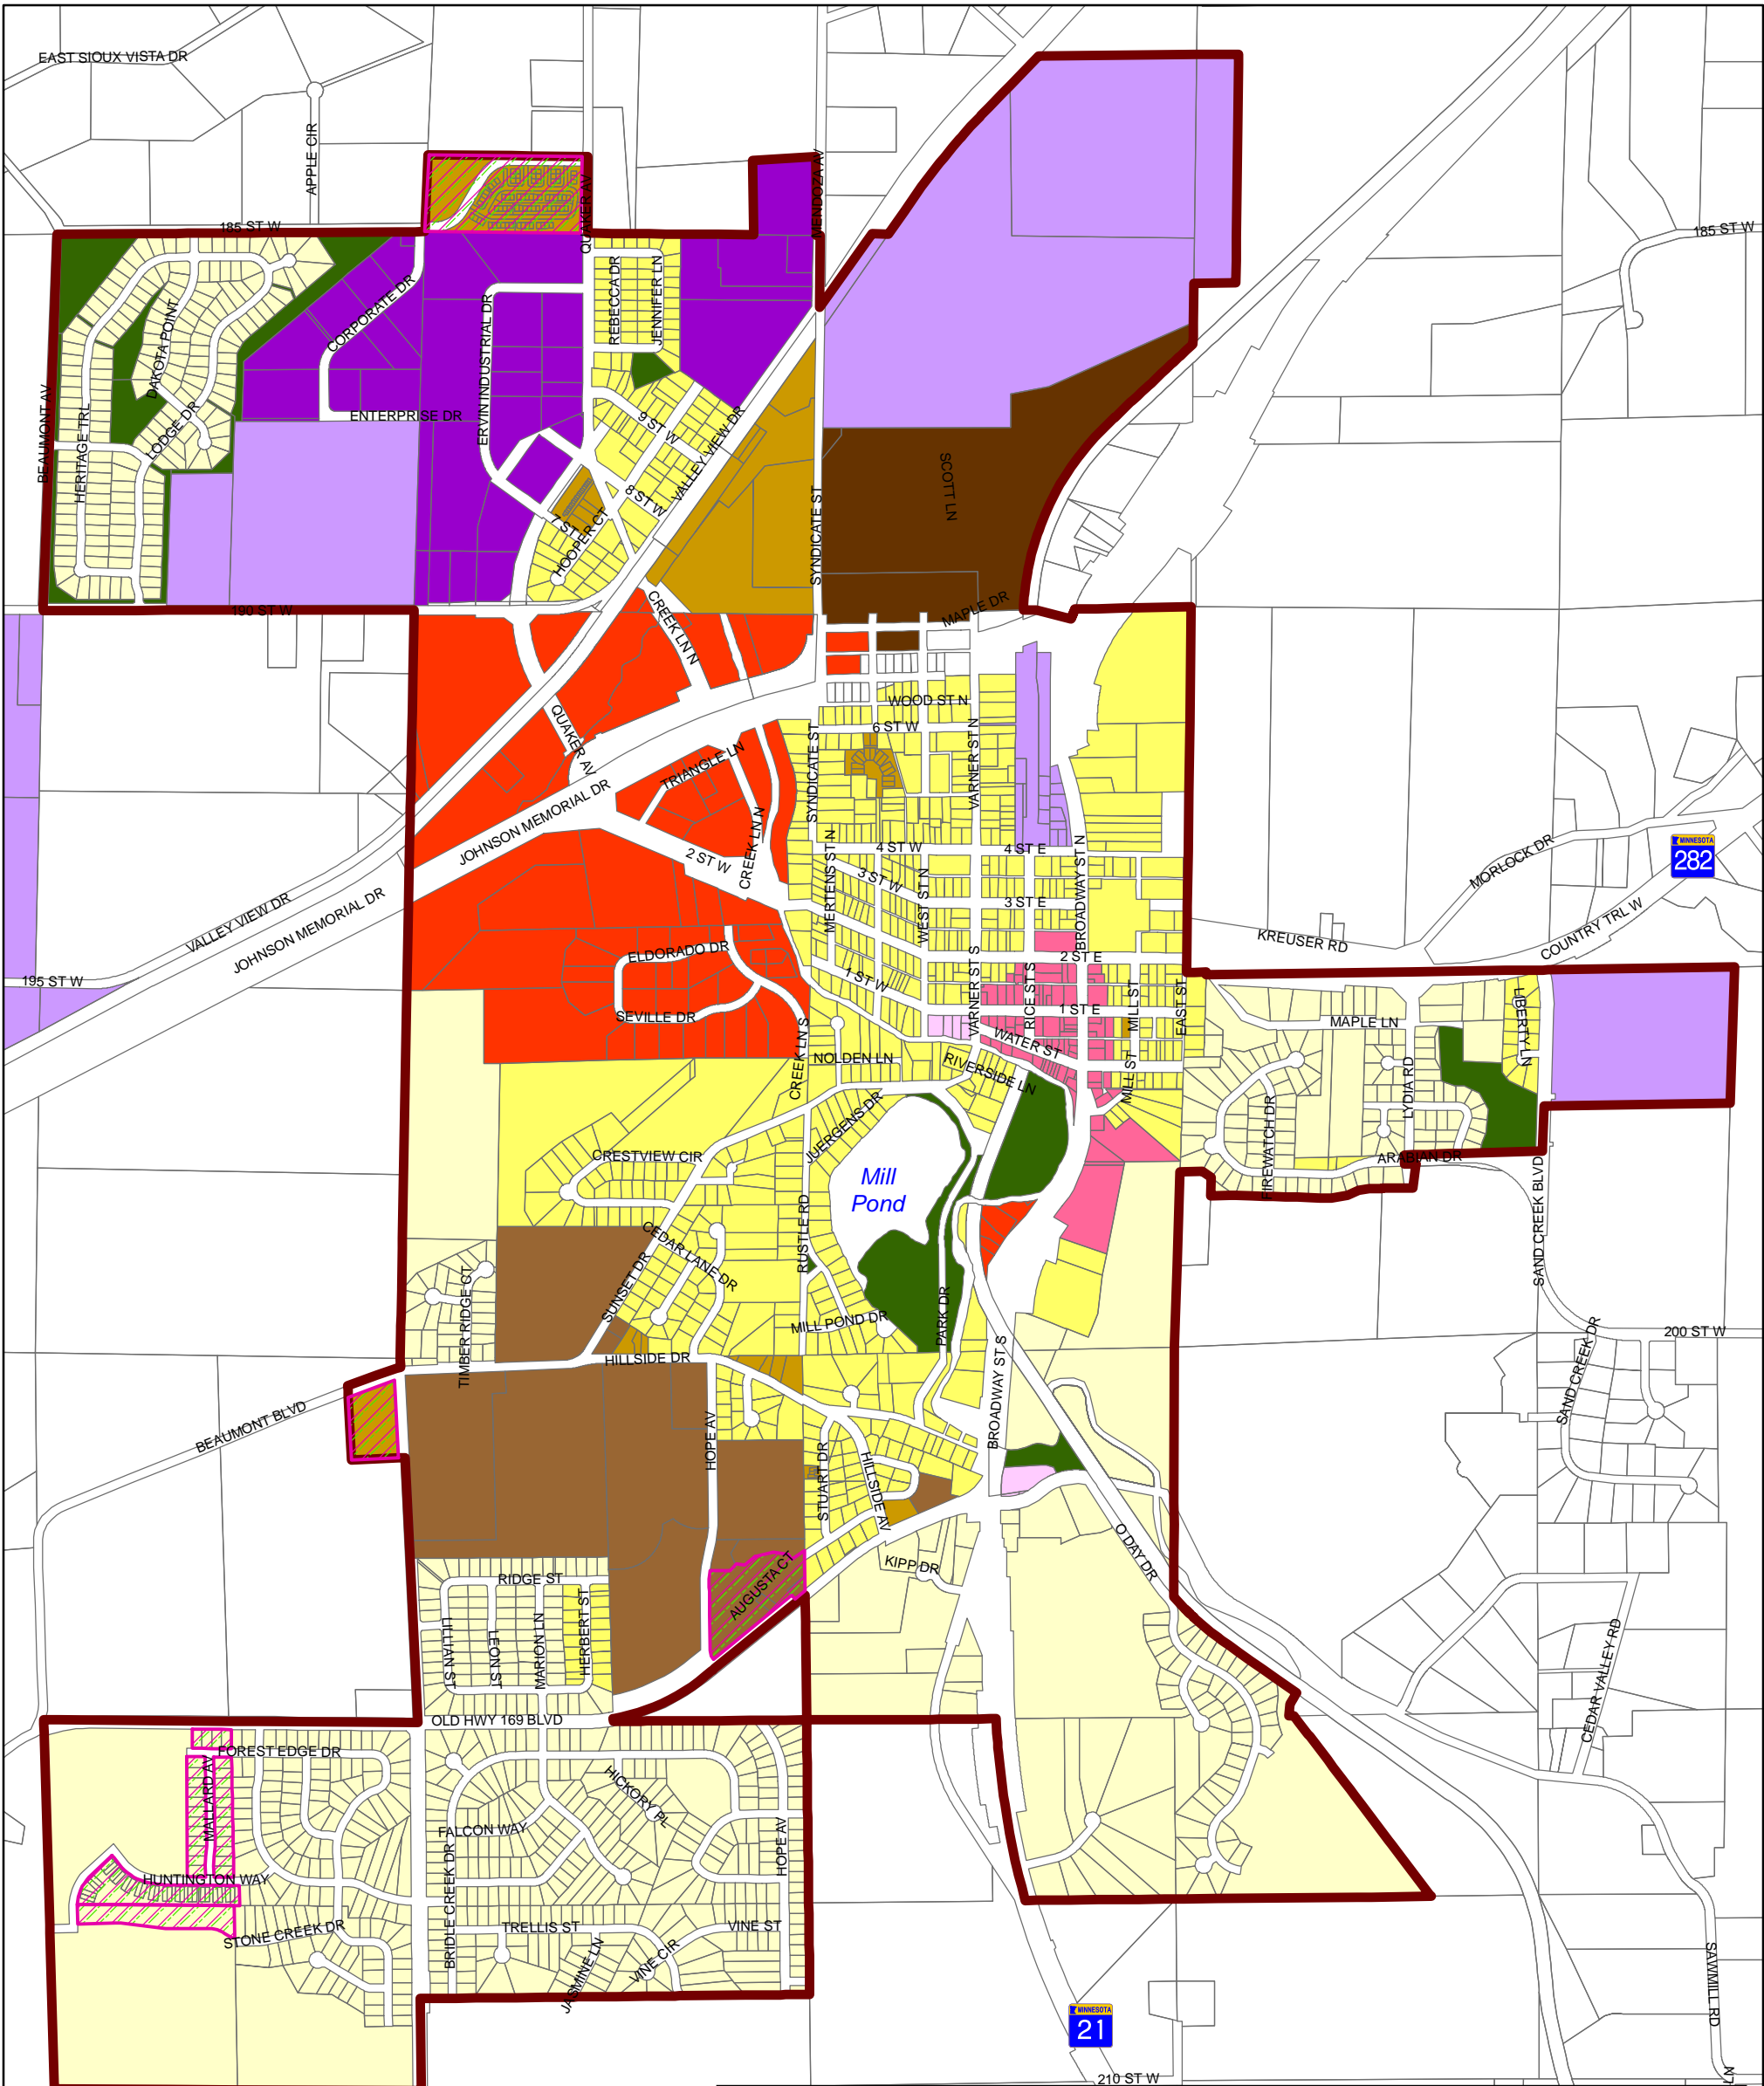 EAST SIOUX VISTA DR
APPLE CIR
QUAKER AV
MENDOZA AV
185 ST W
185 ST W
REBECCA DR
JENNIFER LN
CORPORATE DR
ERVIN INDUSTRIAL DR
DAKOTA POINT
BEAUMONT AV
HERITAGE TRL
LODGE DR
ENTERPRISE DR
9 ST W
VALLEY VIEW DR
8 ST W
7 ST
HOOPER CT
SYNDICATE ST
SCOTT LN
190 ST W
CREEK LN N
MAPLE DR
WOOD ST N
6 ST W
QUAKER AV
TRIANGLE LN
SYNDICATE ST
VARNER ST N
JOHNSON MEMORIAL DR
2 ST W
CREEK LN N
MERTENS ST N
4 ST W
4 ST E
3 ST W
WEST ST N
3 ST E
BROADWAY ST N
MORLOCK DR
MINNESOTA
282
VALLEY VIEW DR
JOHNSON MEMORIAL DR
KREUSER RD
COUNTRY TRL W
195 ST W
ELDORADO DR
SEVILLE DR
1 ST W
2 ST E
VARNER ST S
RICE ST S
1 ST E
MILL ST
EAST ST
MAPLE LN
LIBERTY LN
CREEK LN S
NOLDEN LN
WATER ST
RIVERSIDE LN
MILL ST
LYDIA RD
FIREWATCH DR
JUERGENS DR
CRESTVIEW CIR
ARABIAN DR
Mill
Pond
RUSTLE RD
CEDAR LANE DR
SUNSET DR
TIMBER RIDGE CT
MILL POND DR
PARK DR
SAND CREEK BLVD
200 ST W
SAND CREEK DR
HILLSIDE DR
BROADWAY ST S
BEAUMONT BLVD
HOPE AV
STUART DR
HILLSIDE AV
O DAY DR
KIPP DR
AUGUSTA CT
RIDGE ST
LILLIAN ST
LEON ST
MARION LN
HERBERT ST
CEDAR VALLEY RD
OLD HWY 169 BLVD
FOREST EDGE DR
MALLARD AV
HICKORY PL
FALCON WAY
HOPE AV
BRIDLE CREEK DR
HUNTINGTON WAY
STONE CREEK DR
TRELLIS ST
VINE ST
JASMINE LN
VINE CIR
SAWMILL RD
MINNESOTA
21
210 ST W